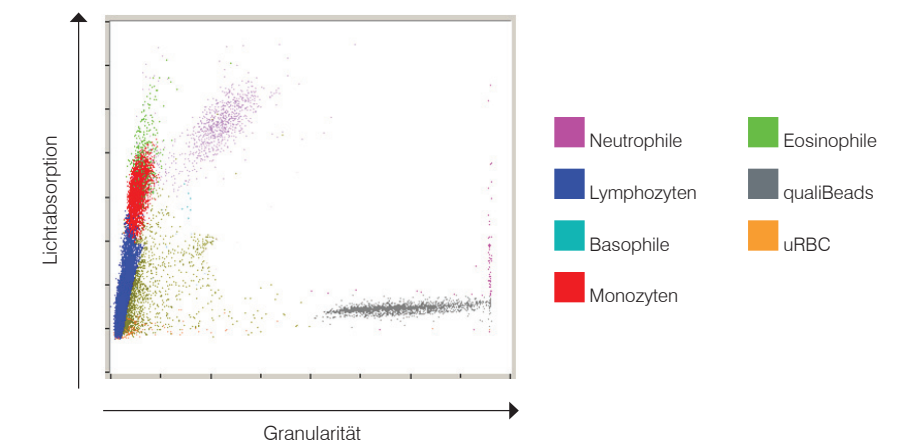 Lichtabsorption
Granularität
Neutrophile
Lymphozyten
Basophile
Monozyten
Eosinophile
qualiBeads
uRBC